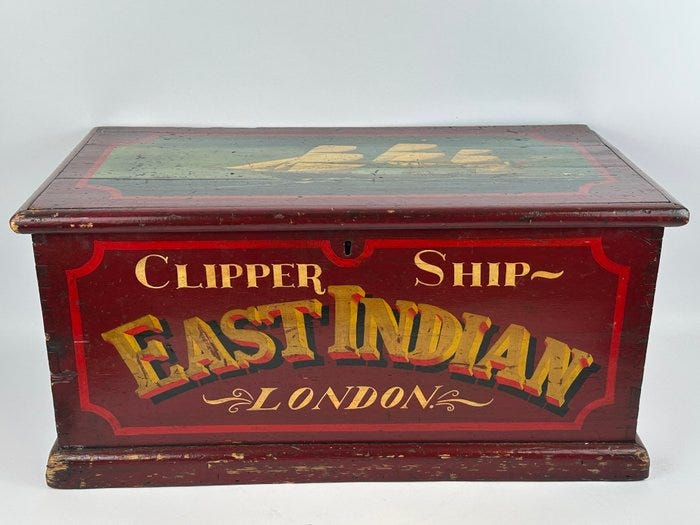 CLIPPER SHIP~
EAST INDIAN
LONDON.